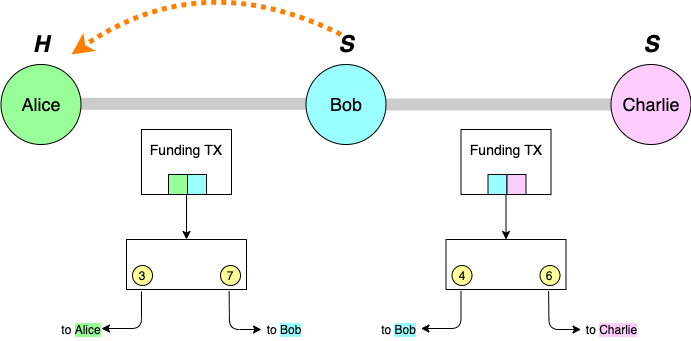 H
S
S
Alice
Bob
Charlie
Funding TX
Funding TX
3
7
4
6
to Alice
to Bob
to Bob
to Charlie